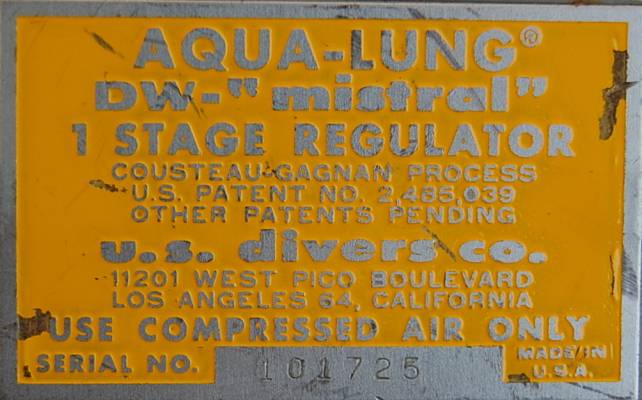 AQUA-LUNG®
DW-"mistral"
1 STAGE REGULATOR
COUSTEAU-GAGNAN PROCESS
U.S. PATENT NO. 2,485,039
OTHER PATENTS PENDING
u.s. divers co.
11201 WEST PICO BOULEVARD
LOS ANGELES 64, CALIFORNIA
USE COMPRESSED AIR ONLY
SERIAL NO. 101725
MADE IN
U.S.A.